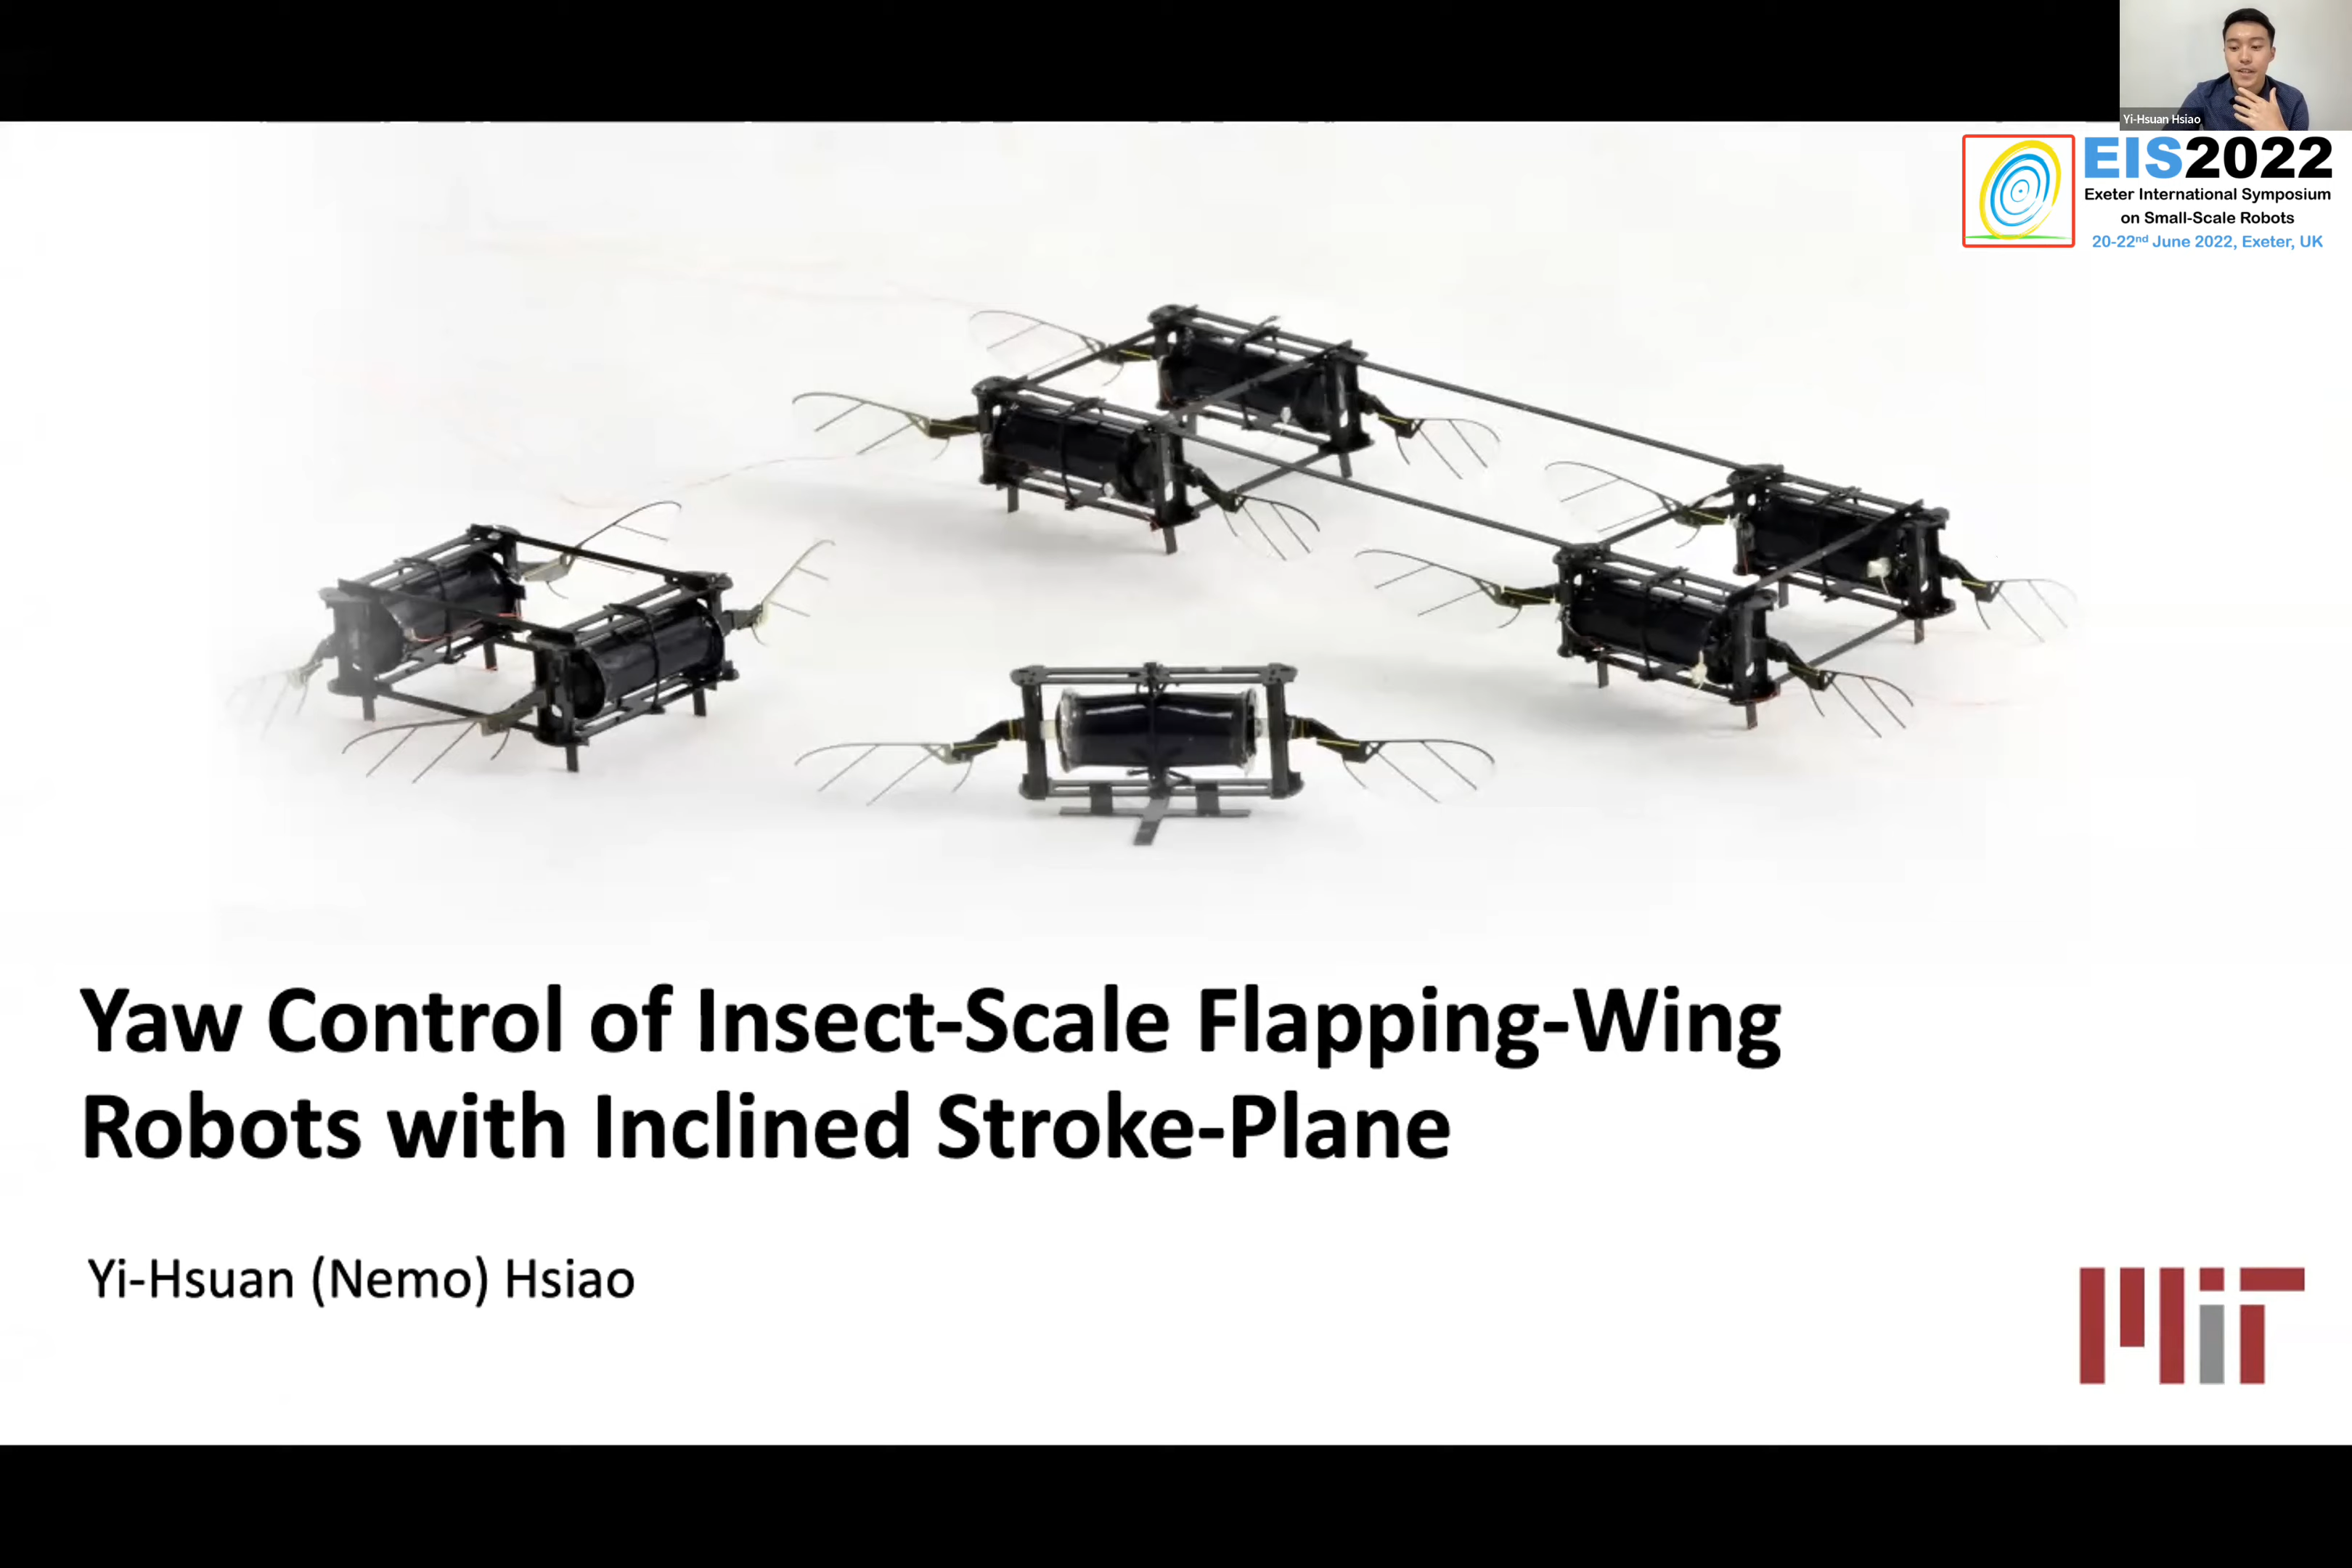 Yi-Hsuan Hsiao
EIS2022
Exeter International Symposium
on Small-Scale Robots
20-22nd June 2022, Exeter, UK
Yaw Control of Insect-Scale Flapping-Wing
Robots with Inclined Stroke-Plane
Yi-Hsuan (Nemo) Hsiao
MIT